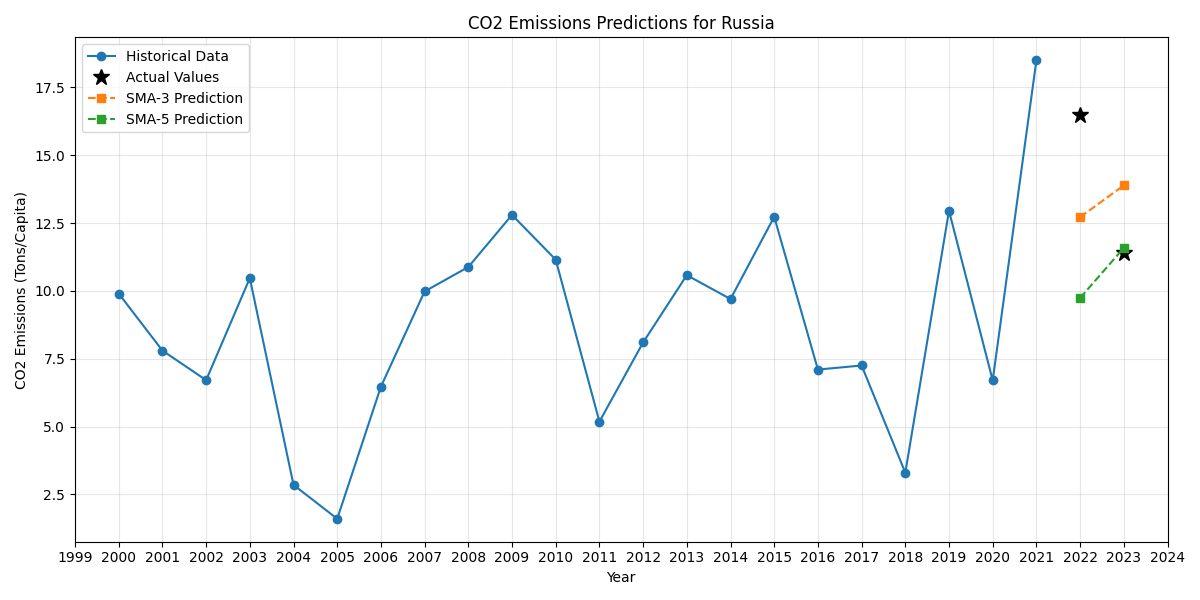 CO2 Emissions Predictions for Russia
Historical Data
Actual Values
SMA-3 Prediction
SMA-5 Prediction
CO2 Emissions (Tons/Capita)
17.5
15.0
12.5
10.0
7.5
5.0
2.5
1999 2000 2001 2002 2003 2004 2005 2006 2007 2008 2009 2010 2011 2012 2013 2014 2015 2016 2017 2018 2019 2020 2021 2022 2023 2024
Year